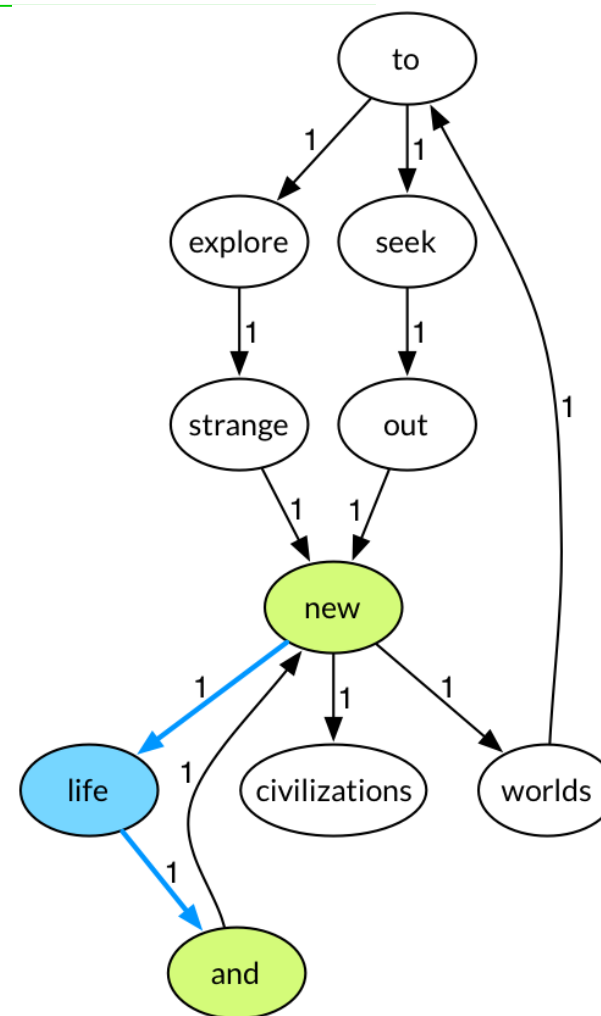 to
1 1
explore seek
1 1 1
strange out
1 1
new
1 1 1
life civilizations worlds
1 1
and